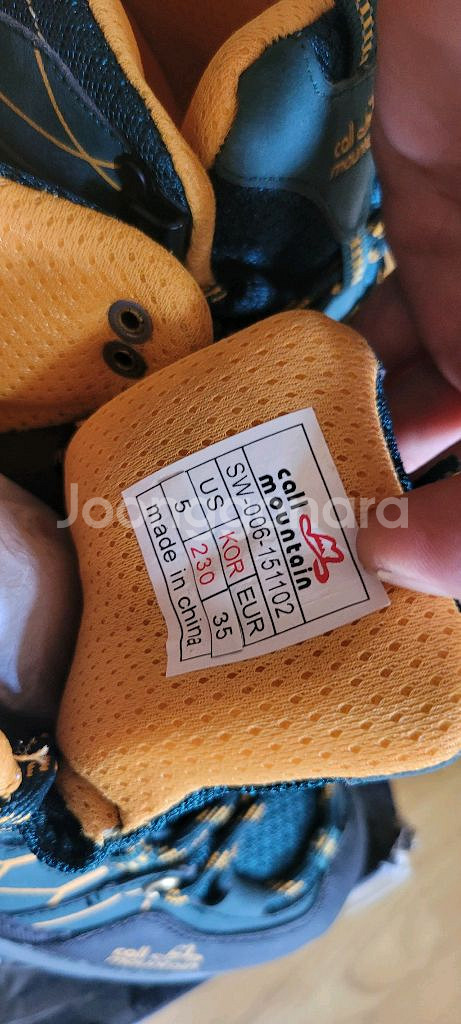 call
mountain
SW-006-151102
US KOR EUR
5 230 35
made in china
call
mountain
call
mountain
Joonggonara